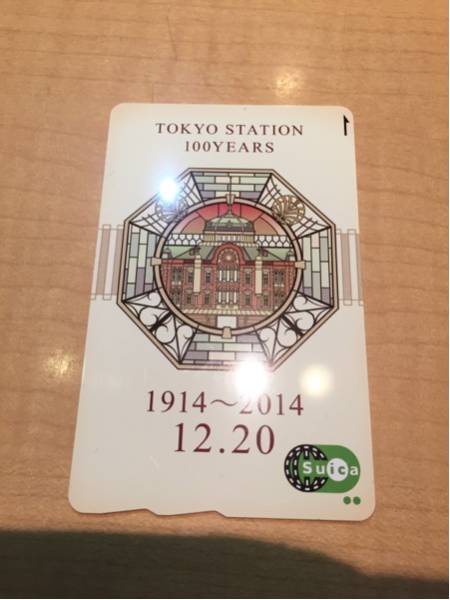 TOKYO STATION
100YEARS
1914～2014
12.20
Suica